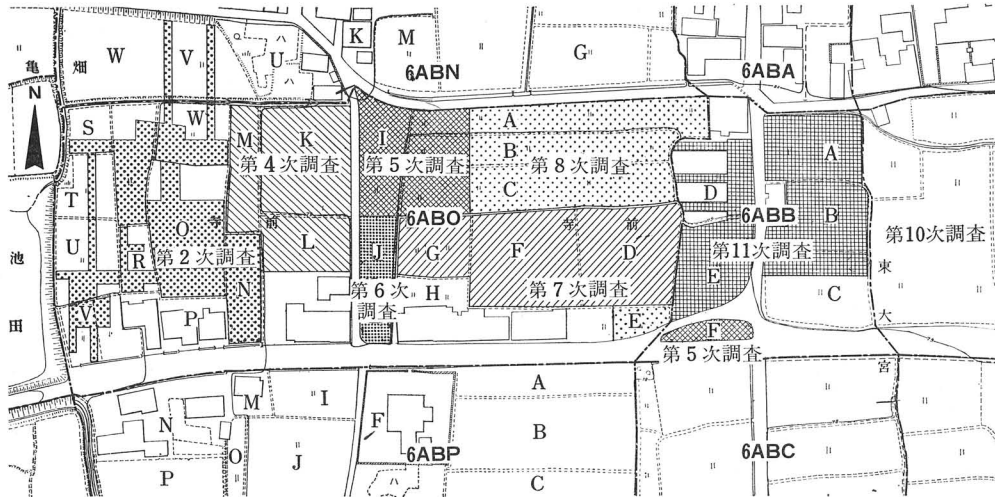 W V U ハ ハ K M G
6ABN 6ABA
亀 畑
N
S W M K I A A
第4次調査 第5次調査 B 第8次調査
T C D
6ABO 6ABB B
U O 寺 前 L J G F 寺 前 D
R 第2次調査 第11次調査 第10次調査
池 N 第6次調査 H 第7次調査 E C 東
田 V P E F 大
第5次調査
宮
M I F A
N 6ABP B 6ABC
O J
P ハ C